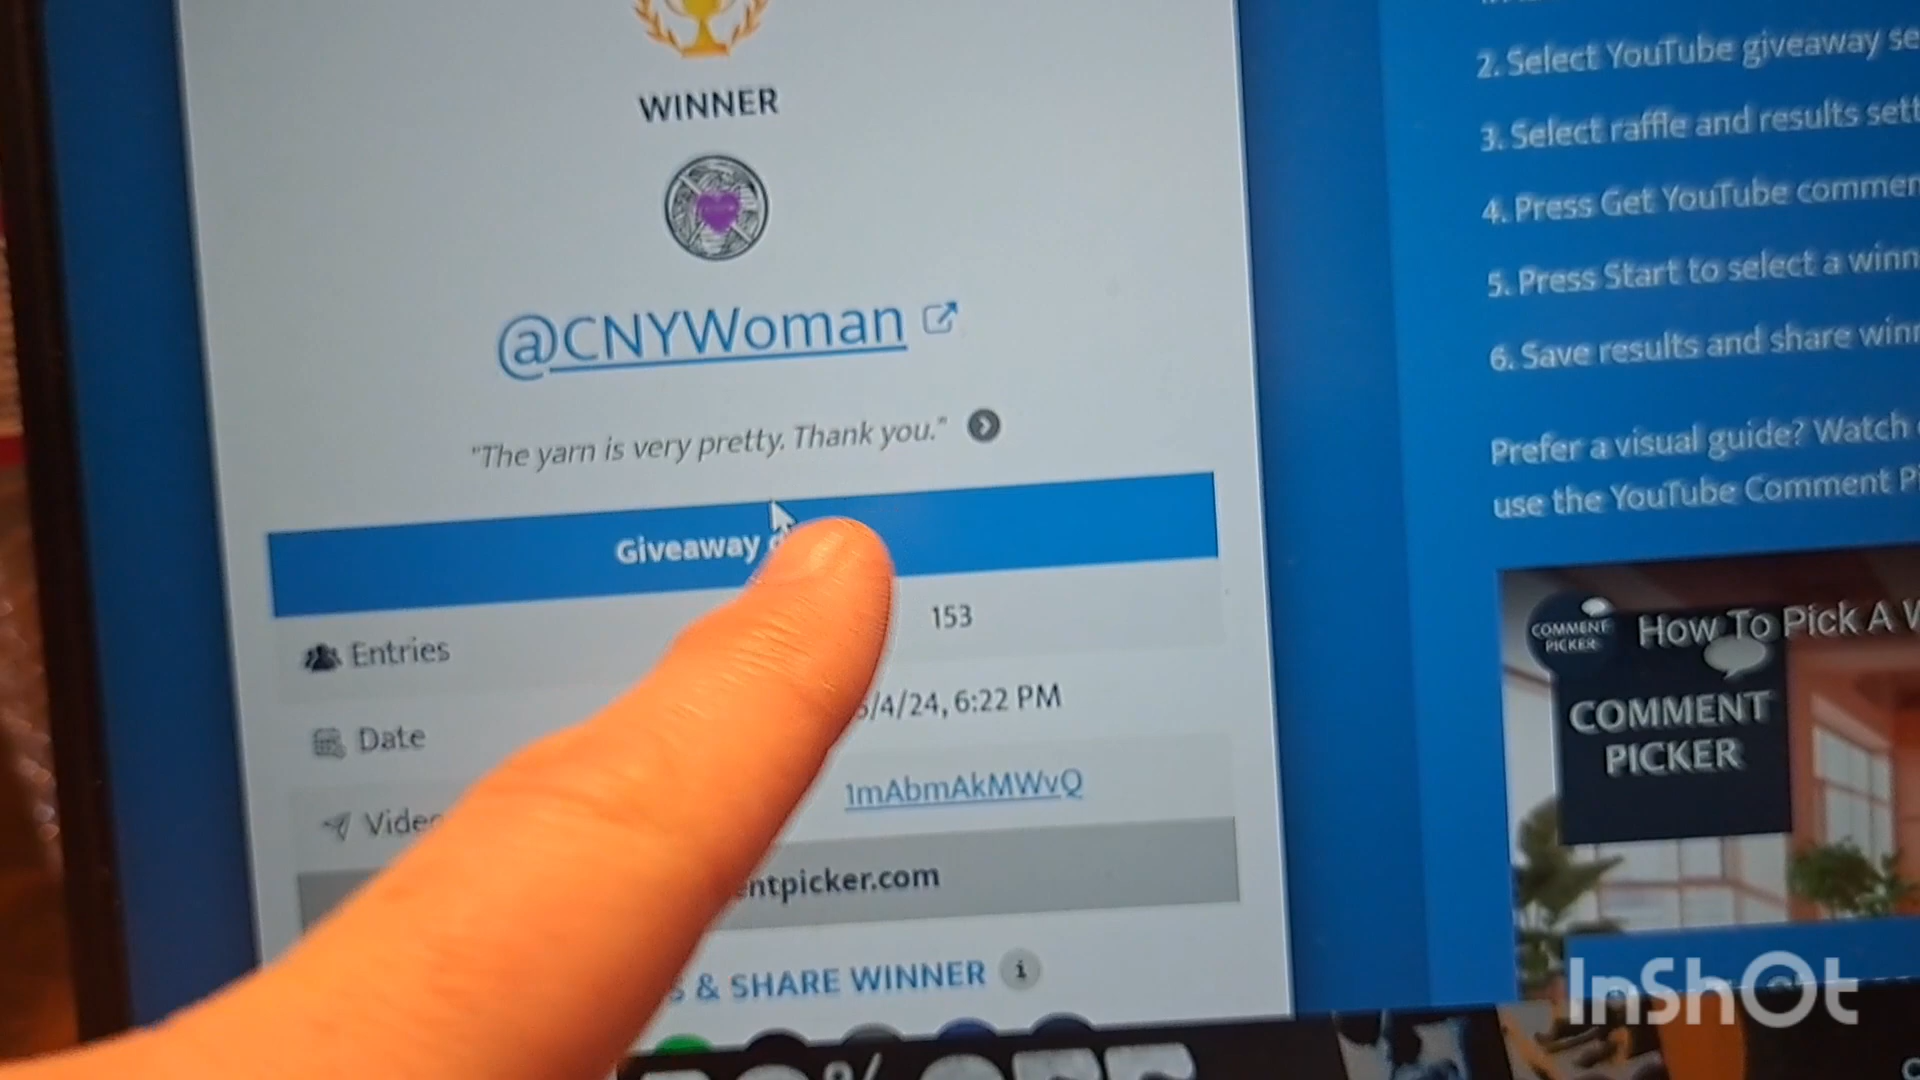 WINNER
@CNYWoman
"The yarn is very pretty. Thank you."
Giveaway
Entries 153
Date /4/24, 6:22 PM
1mAbmAkMWvQ
ntpicker.com
& SHARE WINNER i
2. Select YouTube giveaway se
3. Select raffle and results sett
4. Press Get YouTube commen
5. Press Start to select a winn
6. Save results and share winn
Prefer a visual guide? Watch
use the YouTube Comment P
COMMENT
PICKER
How To Pick A
COMMENT
PICKER
InShOt